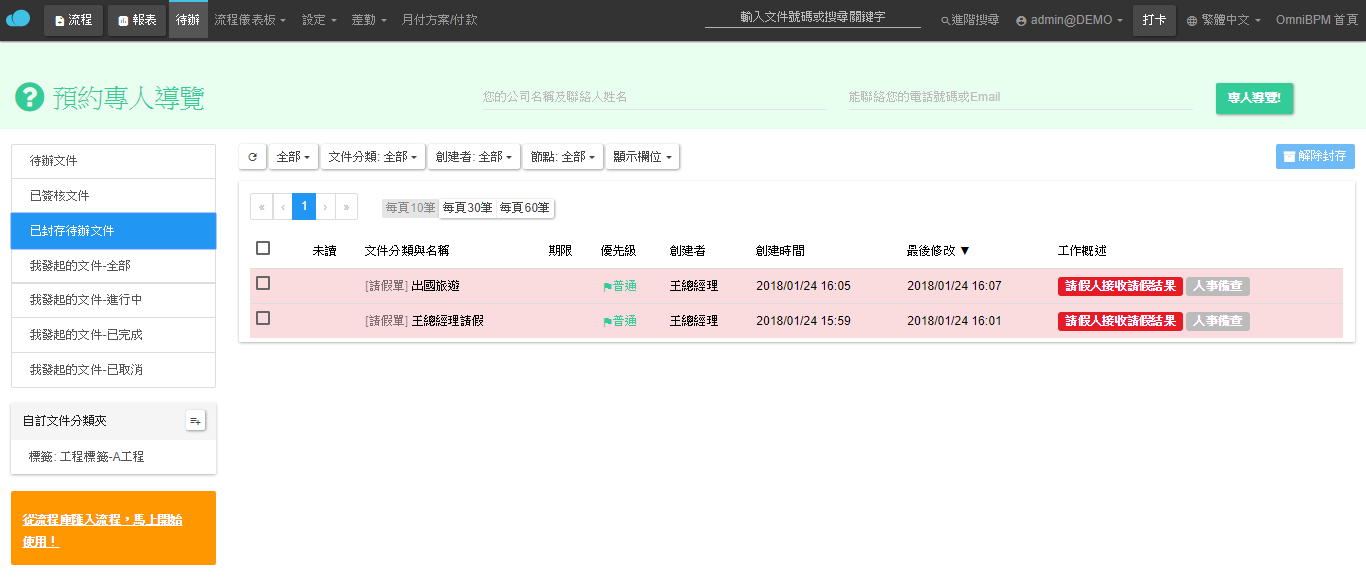 流程 報表 待辦 流程儀表板 設定 差勤 月付方案/付款 輸入文件號碼或搜尋關鍵字 進階搜尋 admin@DEMO 打卡 繁體中文 OmniBPM 首頁
預約專人導覽 您的公司名稱及聯絡人姓名 能聯絡您的電話號碼或Email 專人導覽!
待辦文件
已簽核文件
已封存待辦文件
我發起的文件-全部
我發起的文件-進行中
我發起的文件-已完成
我發起的文件-已取消
自訂文件分類夾
標籤: 工程標籤-A工程
從流程庫匯入流程，馬上開始
使用！
全部 文件分類: 全部 創建者: 全部 節點: 全部 顯示欄位 解除封存
« ‹ 1 › » 每頁10筆 每頁30筆 每頁60筆
未讀 文件分類與名稱 期限 優先級 創建者 創建時間 最後修改 ▼ 工作概述
[請假單] 出國旅遊 普通 王總經理 2018/01/24 16:05 2018/01/24 16:07 請假人接收請假結果 人事備查
[請假單] 王總經理請假 普通 王總經理 2018/01/24 15:59 2018/01/24 16:01 請假人接收請假結果 人事備查